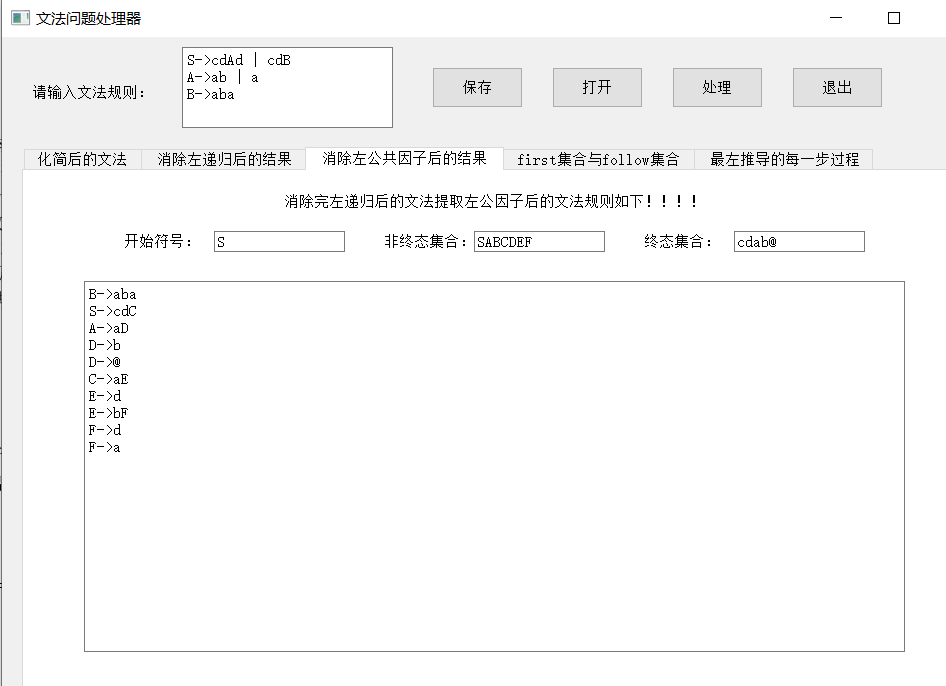 文法问题处理器
请输入文法规则：
S->cdAd | cdB
A->ab | a
B->aba
保存
打开
处理
退出
化简后的文法
消除左递归后的结果
消除左公共因子后的结果
first集合与follow集合
最左推导的每一步过程
消除完左递归后的文法提取左公因子后的文法规则如下！！！！
开始符号： S
非终态集合： SABCDEF
终态集合： cdab@
B->aba
S->cdC
A->aD
D->b
D->@
C->aE
E->d
E->bF
F->d
F->a